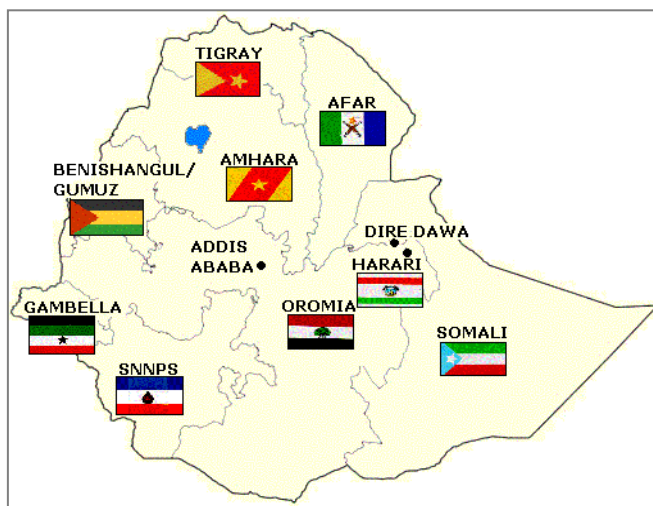 TIGRAY
AFAR
AMHARA
BENISHANGUL/
GUMUZ
DIRE DAWA
ADDIS
ABABA
HARARI
GAMBELLA
OROMIA
SOMALI
SNNPS